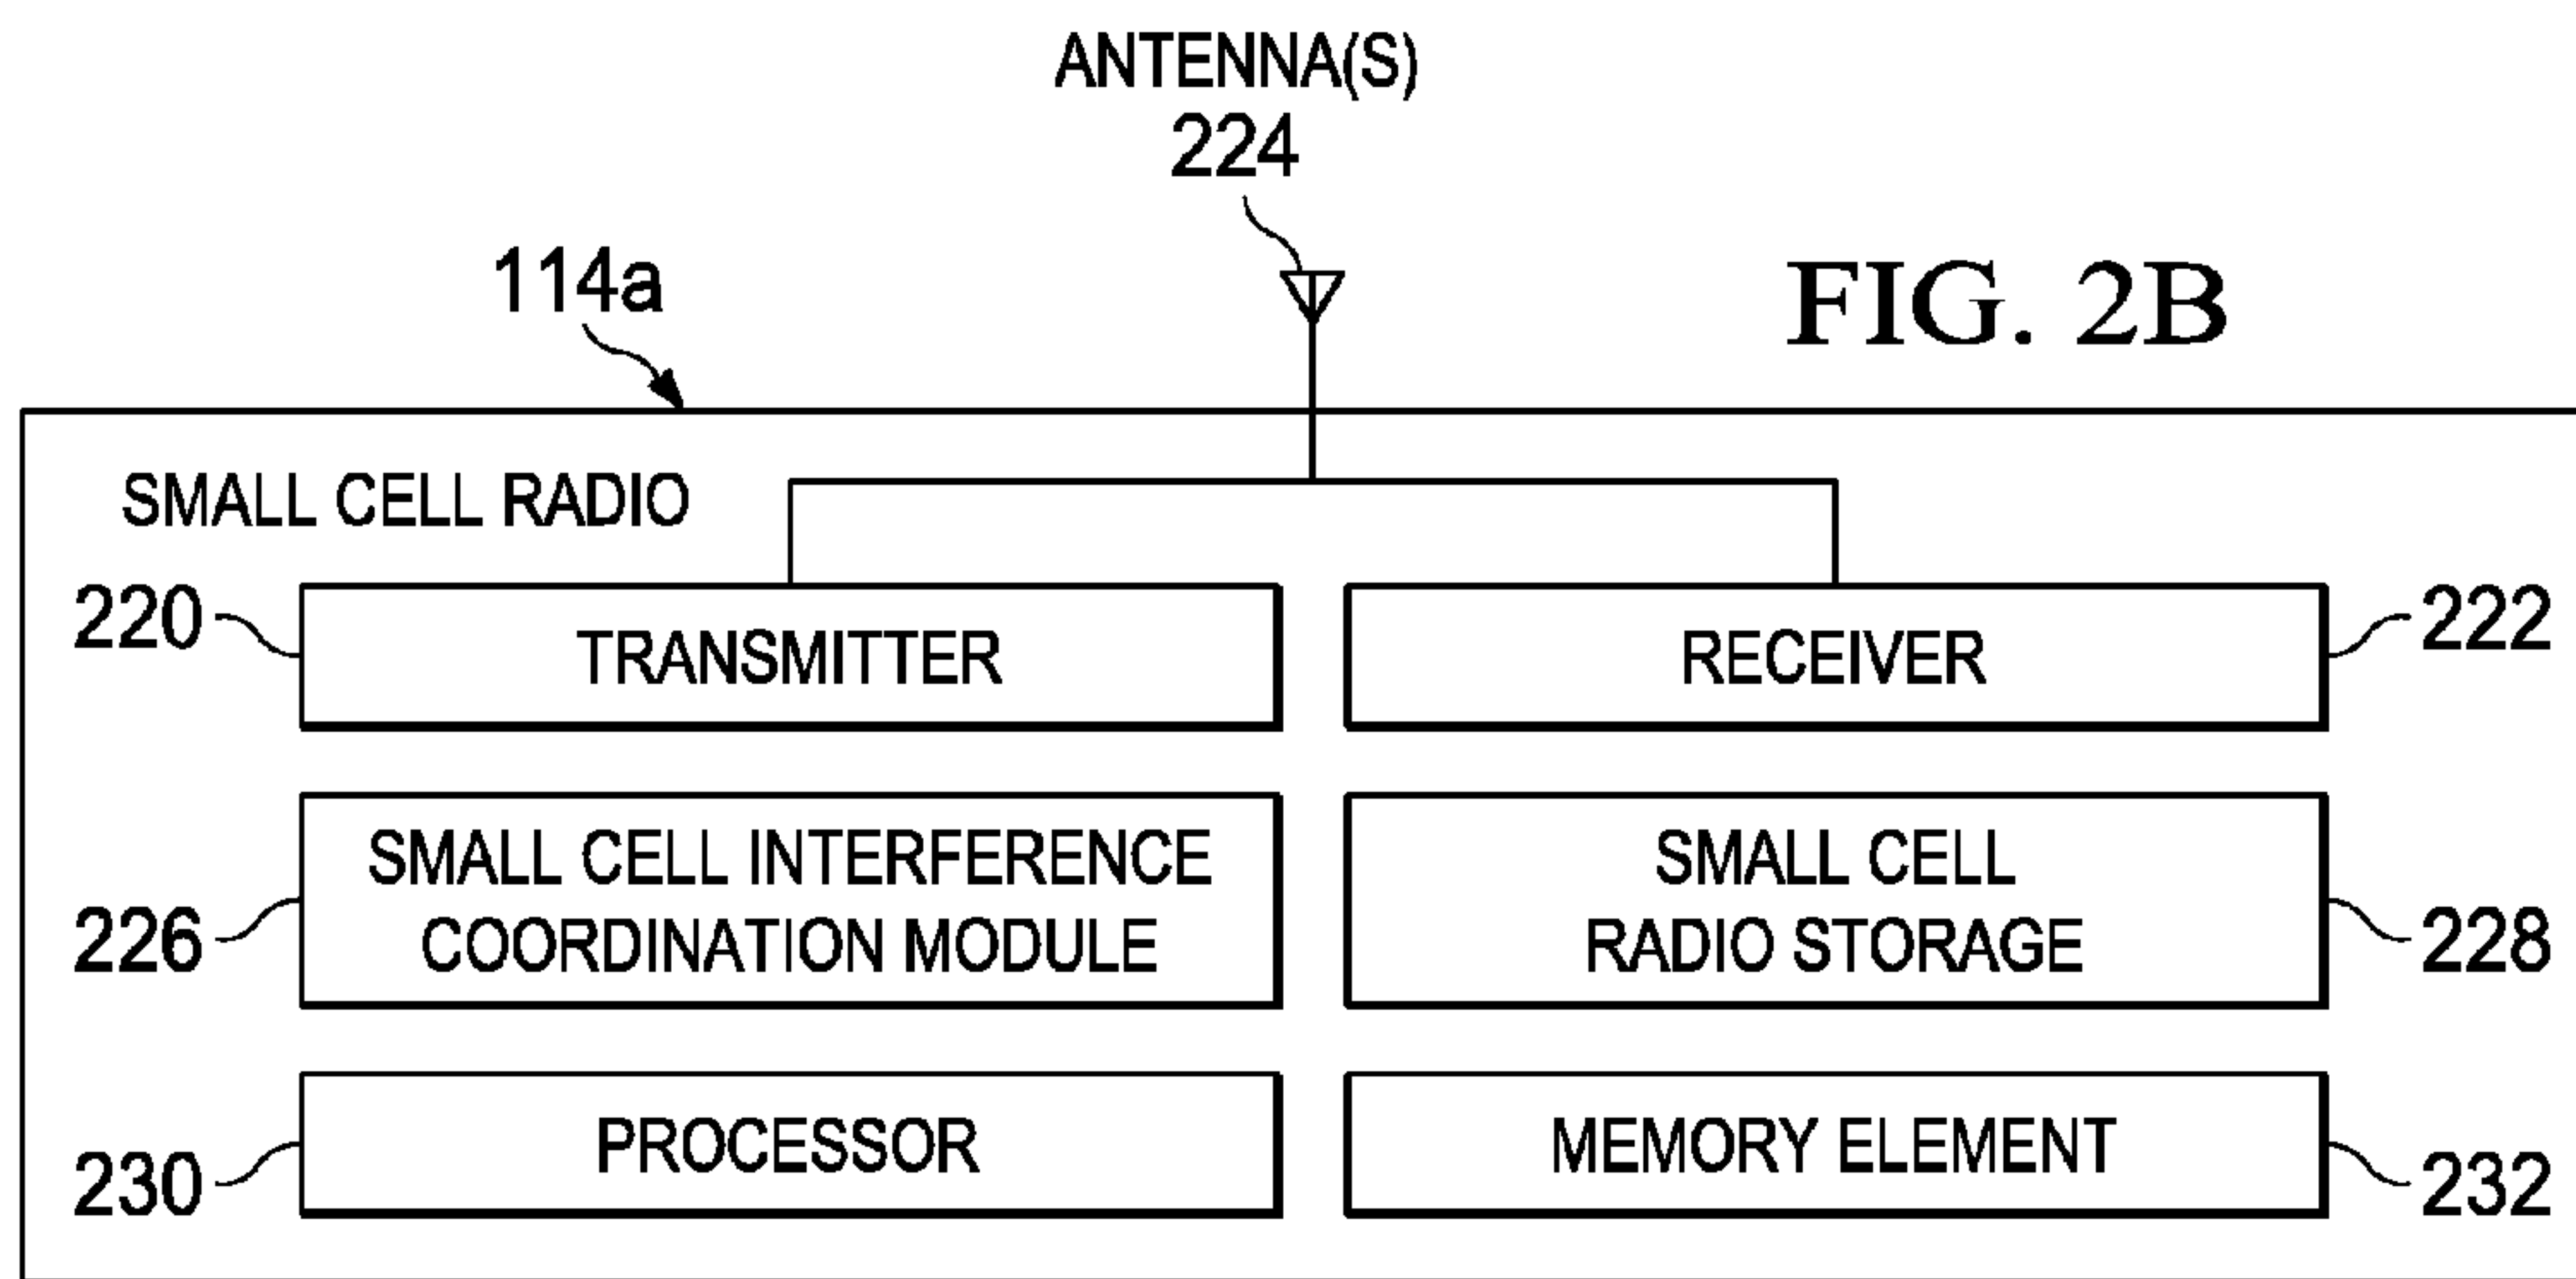 ANTENNA(S)
224
114a
FIG. 2B
SMALL CELL RADIO
220
TRANSMITTER
RECEIVER
222
SMALL CELL INTERFERENCE
COORDINATION MODULE
226
SMALL CELL
RADIO STORAGE
228
230
PROCESSOR
MEMORY ELEMENT
232